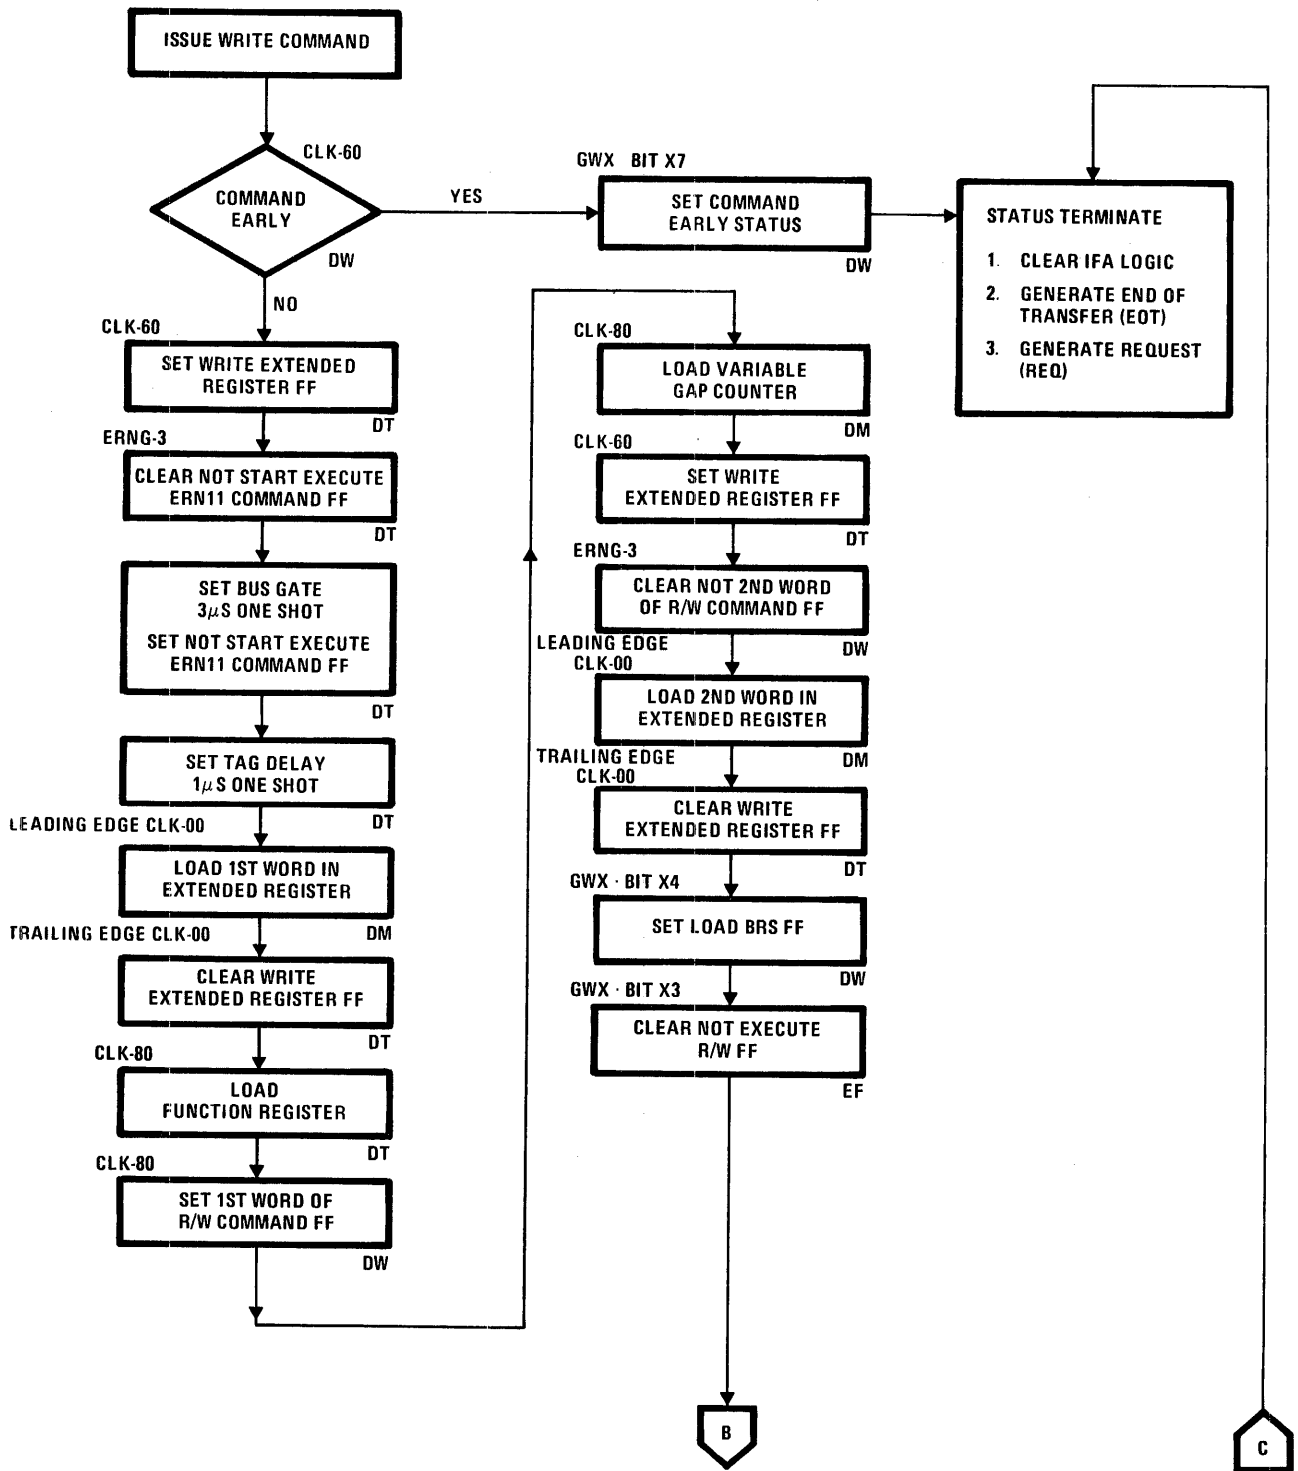 ISSUE WRITE COMMAND
CLK-60
COMMAND
EARLY
DW
YES
NO
GWX BIT X7
SET COMMAND
EARLY STATUS
DW
STATUS TERMINATE
1. CLEAR IFA LOGIC
2. GENERATE END OF
TRANSFER (EOT)
3. GENERATE REQUEST
(REQ)
CLK-60
SET WRITE EXTENDED
REGISTER FF
DT
ERNG-3
CLEAR NOT START EXECUTE
ERN11 COMMAND FF
DT
SET BUS GATE
3μS ONE SHOT
SET NOT START EXECUTE
ERN11 COMMAND FF
DT
SET TAG DELAY
1μS ONE SHOT
DT
LEADING EDGE CLK-00
LOAD 1ST WORD IN
EXTENDED REGISTER
DM
TRAILING EDGE CLK-00
CLEAR WRITE
EXTENDED REGISTER FF
DT
CLK-80
LOAD
FUNCTION REGISTER
DT
CLK-80
SET 1ST WORD OF
R/W COMMAND FF
DW
CLK-80
LOAD VARIABLE
GAP COUNTER
DM
CLK-60
SET WRITE
EXTENDED REGISTER FF
DT
ERNG-3
CLEAR NOT 2ND WORD
OF R/W COMMAND FF
DW
LEADING EDGE
CLK-00
LOAD 2ND WORD IN
EXTENDED REGISTER
DM
TRAILING EDGE
CLK-00
CLEAR WRITE
EXTENDED REGISTER FF
DT
GWX · BIT X4
SET LOAD BRS FF
DW
GWX · BIT X3
CLEAR NOT EXECUTE
R/W FF
EF
B
C